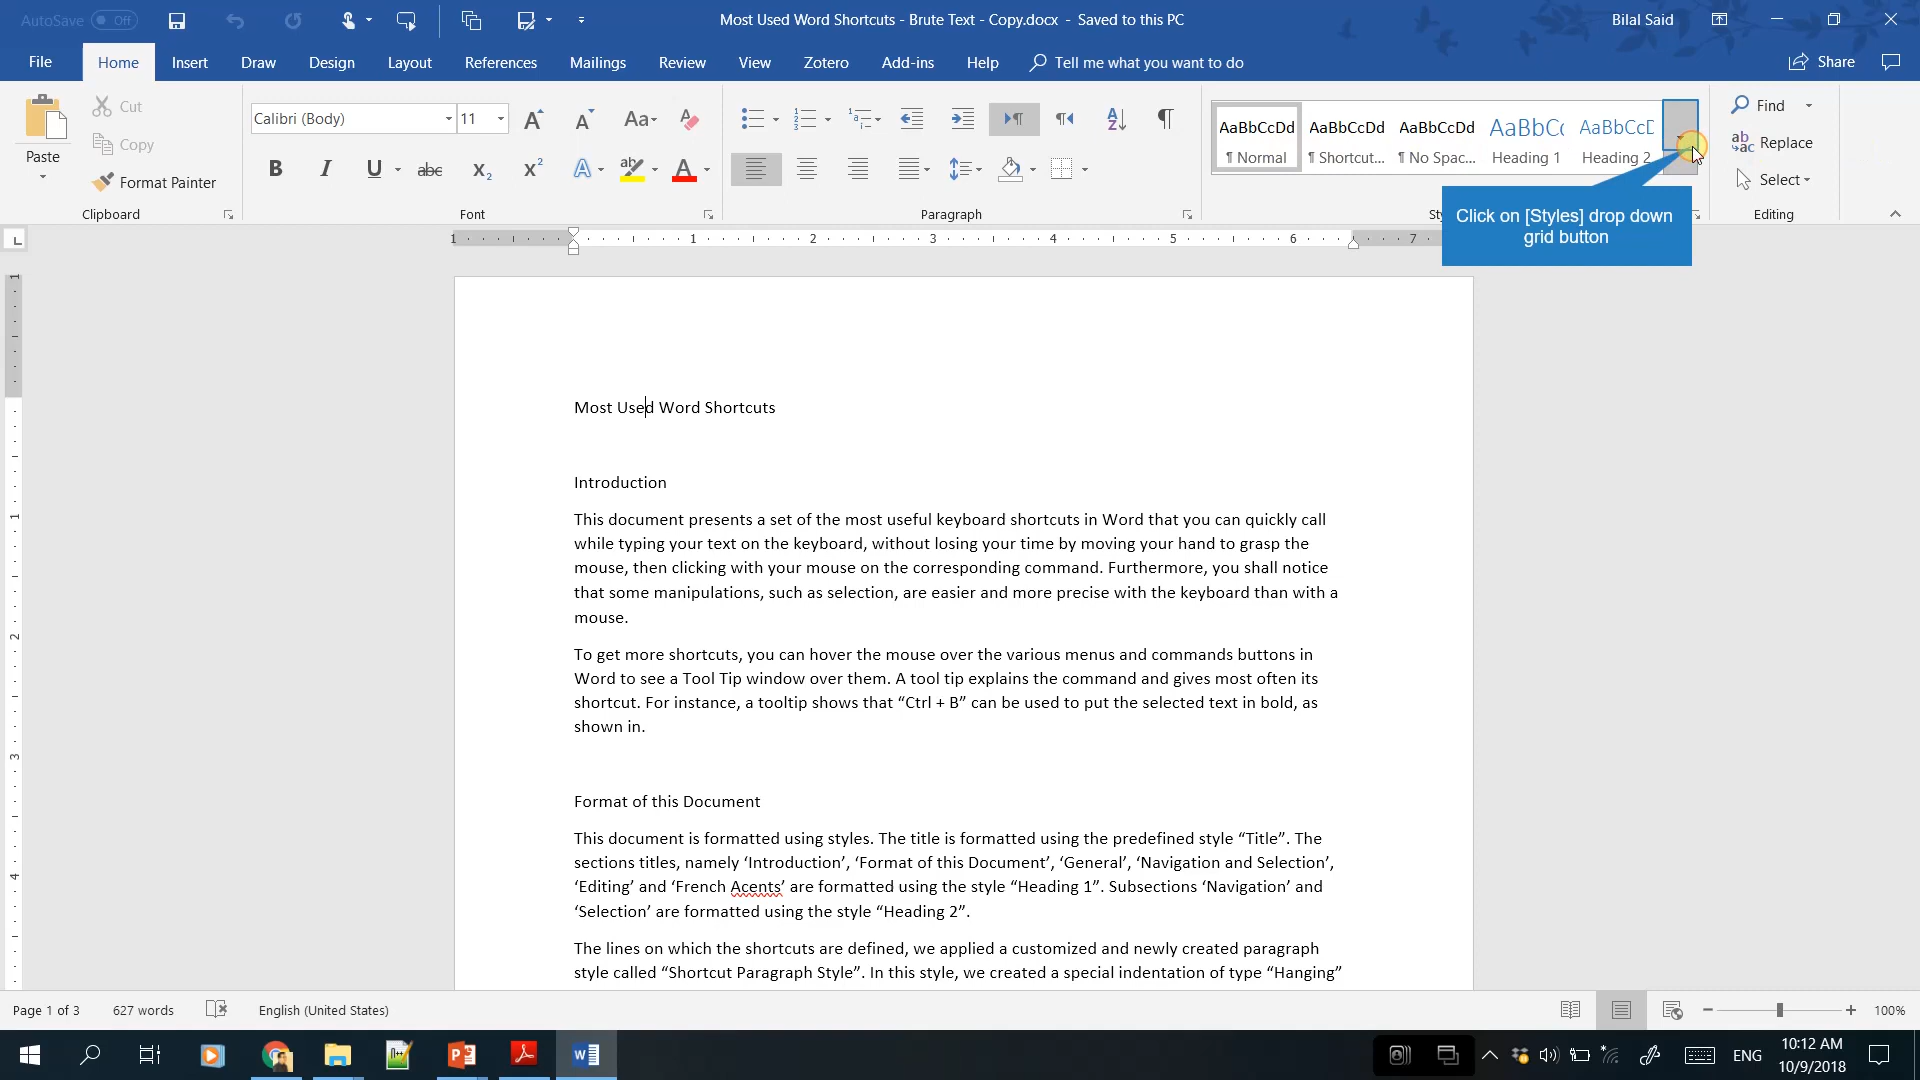 AutoSave Off
Most Used Word Shortcuts - Brute Text - Copy.docx - Saved to this PC
Bilal Said
File Home Insert Draw Design Layout References Mailings Review View Zotero Add-ins Help Tell me what you want to do Share
Paste
Cut
Copy
Format Painter
Clipboard
Calibri (Body) 11
Font
Paragraph
AaBbCcDd AaBbCcDd AaBbCcDd AaBbCc AaBbCcD
¶ Normal ¶ Shortcut... ¶ No Spac... Heading 1 Heading 2
Find
Replace
Select
Editing
Click on [Styles] drop down
grid button
1 1 2 3 4 5 6 7
Most Used Word Shortcuts
Introduction
This document presents a set of the most useful keyboard shortcuts in Word that you can quickly call
while typing your text on the keyboard, without losing your time by moving your hand to grasp the
mouse, then clicking with your mouse on the corresponding command. Furthermore, you shall notice
that some manipulations, such as selection, are easier and more precise with the keyboard than with a
mouse.
To get more shortcuts, you can hover the mouse over the various menus and commands buttons in
Word to see a Tool Tip window over them. A tool tip explains the command and gives most often its
shortcut. For instance, a tooltip shows that “Ctrl + B” can be used to put the selected text in bold, as
shown in.
Format of this Document
This document is formatted using styles. The title is formatted using the predefined style “Title”. The
sections titles, namely ‘Introduction’, ‘Format of this Document’, ‘General’, ‘Navigation and Selection’,
‘Editing’ and ‘French Acents’ are formatted using the style “Heading 1”. Subsections ‘Navigation’ and
‘Selection’ are formatted using the style “Heading 2”.
The lines on which the shortcuts are defined, we applied a customized and newly created paragraph
style called “Shortcut Paragraph Style”. In this style, we created a special indentation of type “Hanging”
Page 1 of 3 627 words English (United States) 100%
ENG
10:12 AM
10/9/2018